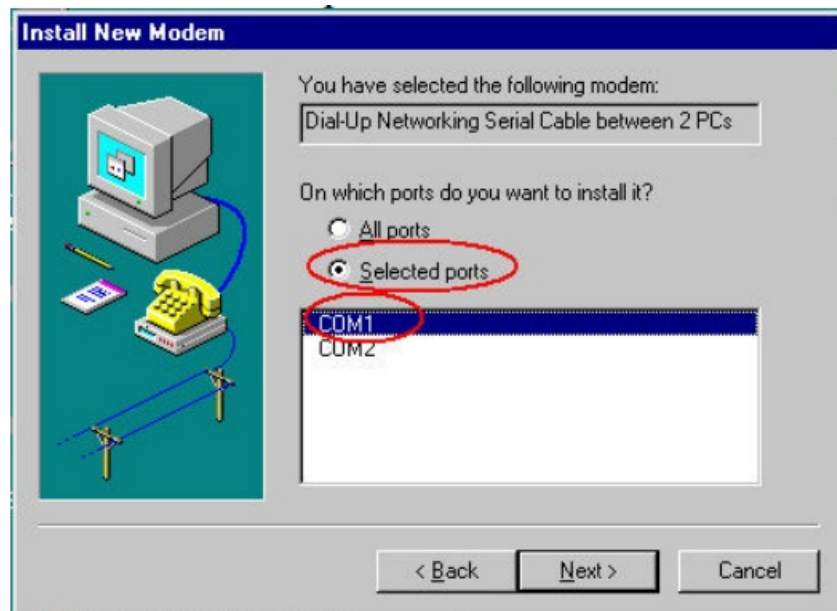 Install New Modem
You have selected the following modem:
Dial-Up Networking Serial Cable between 2 PCs
On which ports do you want to install it?
All ports
Selected ports
COM1
COM2
< Back
Next >
Cancel